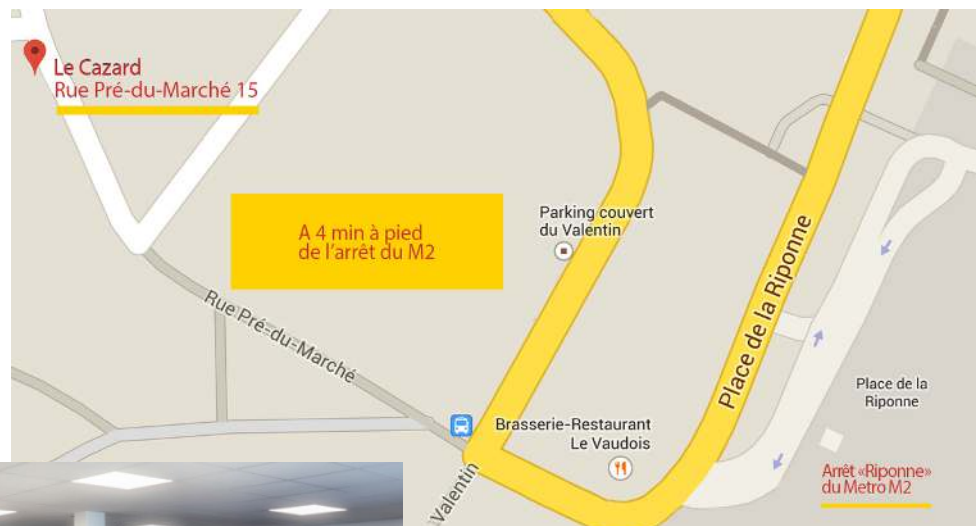 Le Cazard
Rue Pré-du-Marché 15
A 4 min à pied
de l'arrêt du M2
Parking couvert
du Valentin
Place de la Riponne
Rue Pré-du-Marché
Place de la
Riponne
Brasserie-Restaurant
Le Vaudois
Valentin
Arrêt «Riponne»
du Metro M2